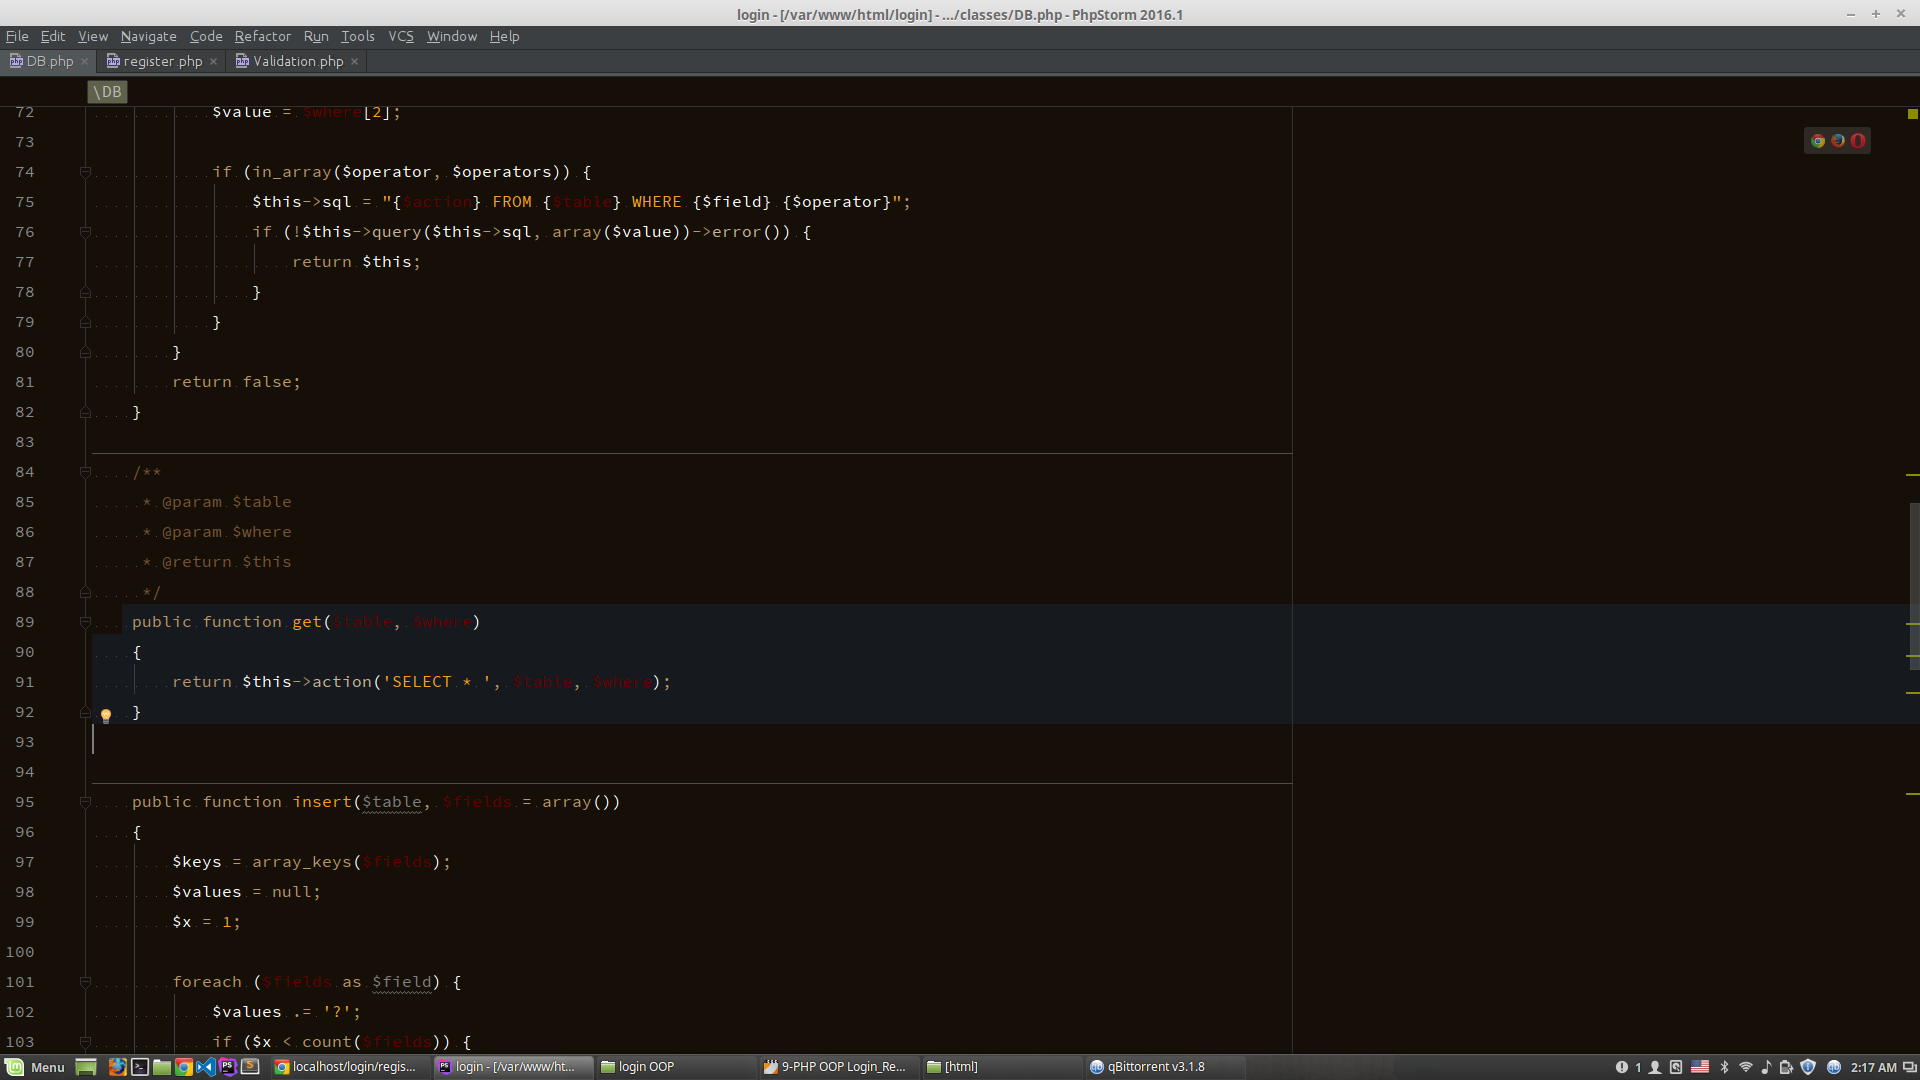 login - [/var/www/html/login] - .../classes/DB.php - PhpStorm 2016.1
File Edit View Navigate Code Refactor Run Tools VCS Window Help
DB.php register.php Validation.php
\DB
72 $value = $where[2];
73
74 if (in_array($operator, $operators)) {
75 $this->sql = "{$action} FROM {$table} WHERE {$field} {$operator}";
76 if (!$this->query($this->sql, array($value))->error()) {
77 return $this;
78 }
79 }
80 }
81 return false;
82 }
83
84 /**
85 * @param $table
86 * @param $where
87 * @return $this
88 */
89 public function get($table, $where)
90 {
91 return $this->action('SELECT * ', $table, $where);
92 }
93
94
95 public function insert($table, $fields = array())
96 {
97 $keys = array_keys($fields);
98 $values = null;
99 $x = 1;
100
101 foreach ($fields as $field) {
102 $values .= '?';
103 if ($x < count($fields)) {
Menu localhost/login/regis... login - [/var/www/ht... login OOP 9-PHP OOP Login_Re... [html] qBittorrent v3.1.8 1 2:17 AM